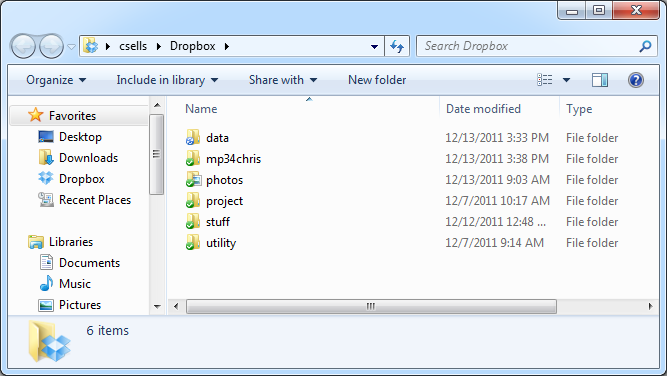 csells Dropbox Search Dropbox
Organize Include in library Share with New folder
Name Date modified Type
Favorites
Desktop
Downloads
Dropbox
Recent Places
Libraries
Documents
Music
Pictures
data 12/13/2011 3:33 PM File folder
mp34chris 12/13/2011 3:38 PM File folder
photos 12/13/2011 9:03 AM File folder
project 12/7/2011 10:17 AM File folder
stuff 12/12/2011 12:48 ... File folder
utility 12/7/2011 9:14 AM File folder
6 items